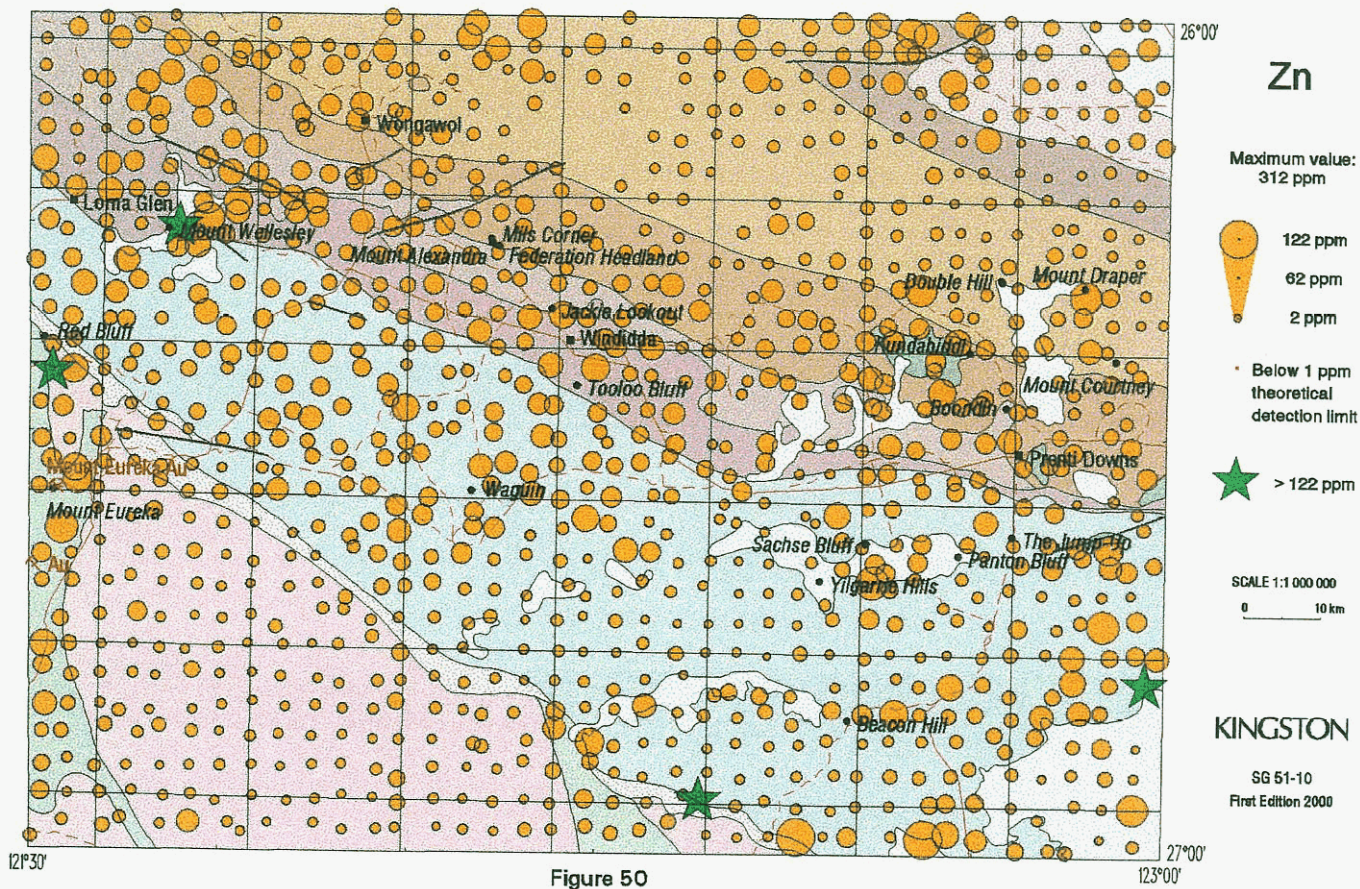 26°00'
Zn
Maximum value:
312 ppm
122 ppm
62 ppm
2 ppm
Below 1 ppm
theoretical
detection limit
> 122 ppm
SCALE 1:1 000 000
0 10 km
KINGSTON
SG 51-10
First Edition 2000
Wongawol
Lorna Glen
Mount Wellesley
Mount Alexandra
Mils Corner
Federation Headland
Double Hill
Mount Draper
Jackie Lookout
Red Bluff
Windidda
Kundabiddi
Mount Courtney
Tooloo Bluff
Boondin
Prenti Downs
Mount Eureka Au
Waguin
Mount Eureka
The Jump Up
Sachse Bluff
Panton Bluff
Au
Yilgarne Hills
Beacon Hill
121°30'
27°00'
123°00'
Figure 50